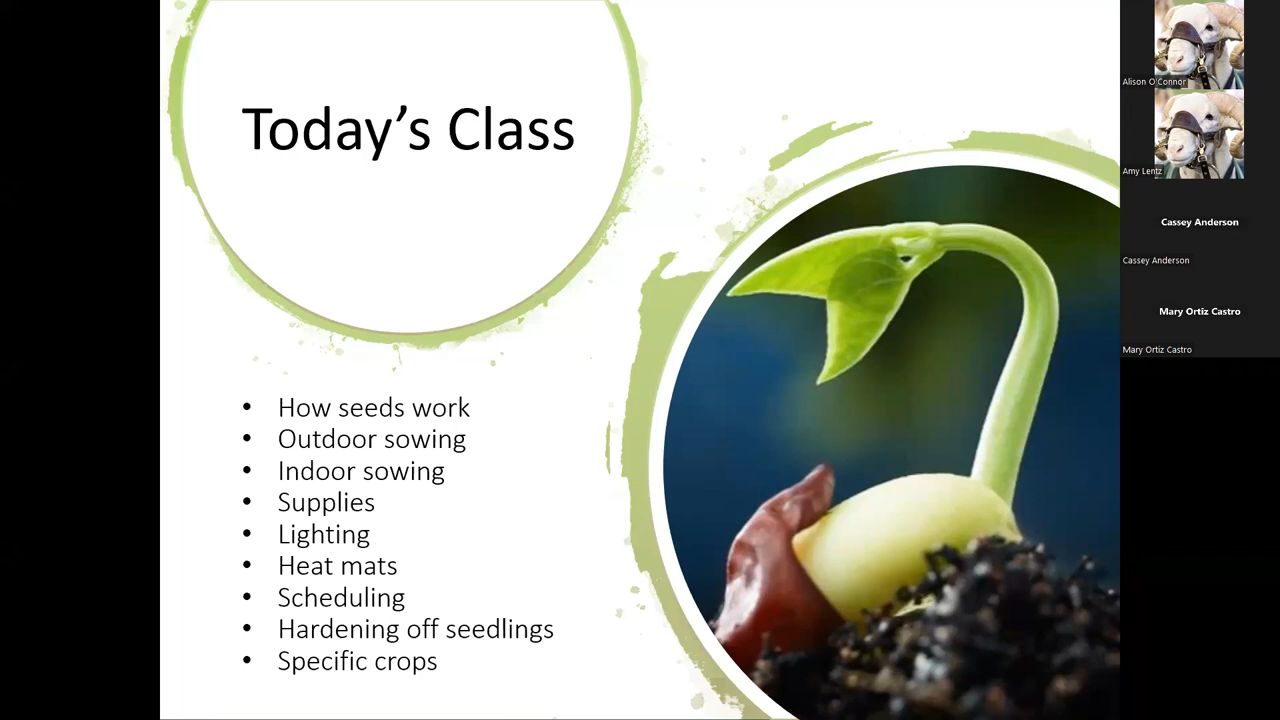 Today's Class
• How seeds work
• Outdoor sowing
• Indoor sowing
• Supplies
• Lighting
• Heat mats
• Scheduling
• Hardening off seedlings
• Specific crops
Alison O'Connor
Amy Lentz
Cassey Anderson
Cassey Anderson
Mary Ortiz Castro
Mary Ortiz Castro